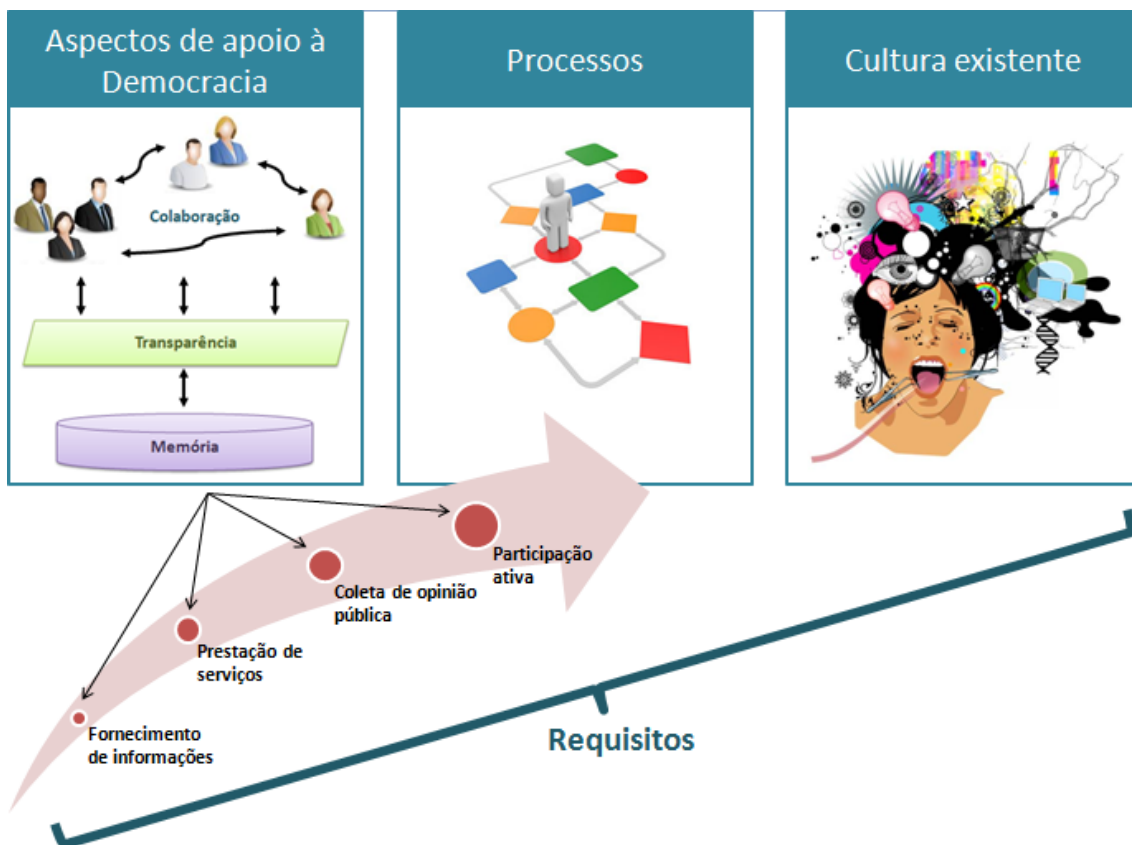 Aspectos de apoio à
Democracia
Processos
Cultura existente
Colaboração
Transparência
Memória
Participação
ativa
Coleta de opinião
pública
Prestação de
serviços
Fornecimento
de informações
Requisitos